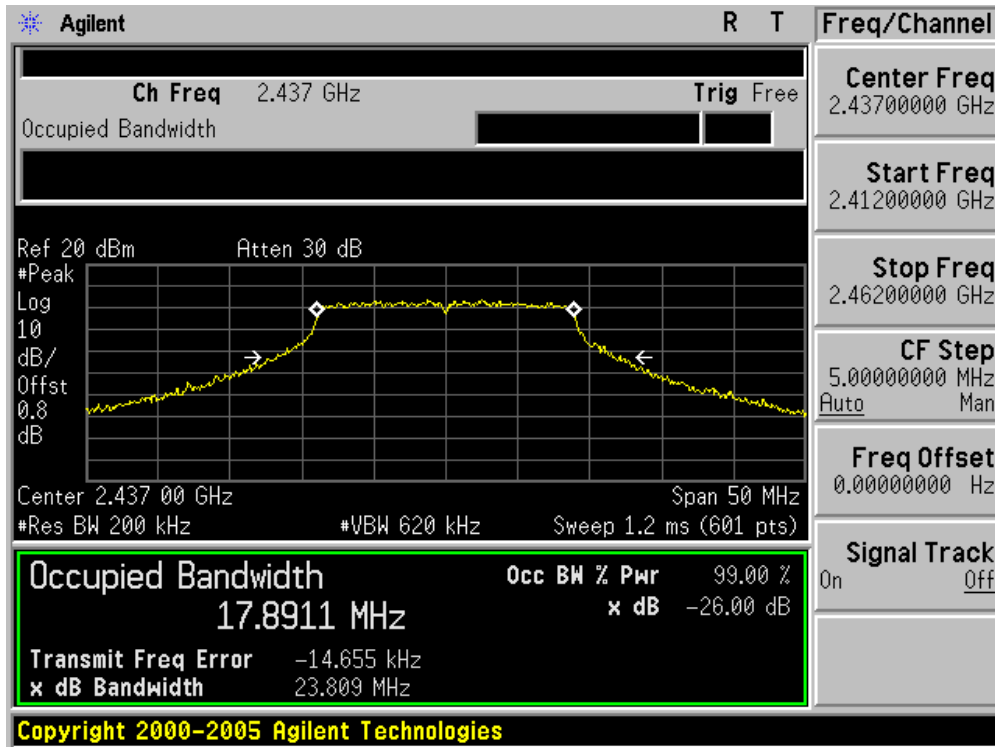 Agilent R T
Freq/Channel
Ch Freq 2.437 GHz Trig Free
Occupied Bandwidth
Center Freq
2.43700000 GHz
Start Freq
2.41200000 GHz
Stop Freq
2.46200000 GHz
CF Step
5.00000000 MHz
Auto Man
Freq Offset
0.00000000 Hz
Signal Track
On Off
Ref 20 dBm Atten 30 dB
#Peak
Log
10
dB/
Offst
0.8
dB
Center 2.437 00 GHz Span 50 MHz
#Res BW 200 kHz #VBW 620 kHz Sweep 1.2 ms (601 pts)
Occupied Bandwidth
17.8911 MHz
Occ BW % Pwr 99.00 %
x dB -26.00 dB
Transmit Freq Error -14.655 kHz
x dB Bandwidth 23.809 MHz
Copyright 2000-2005 Agilent Technologies